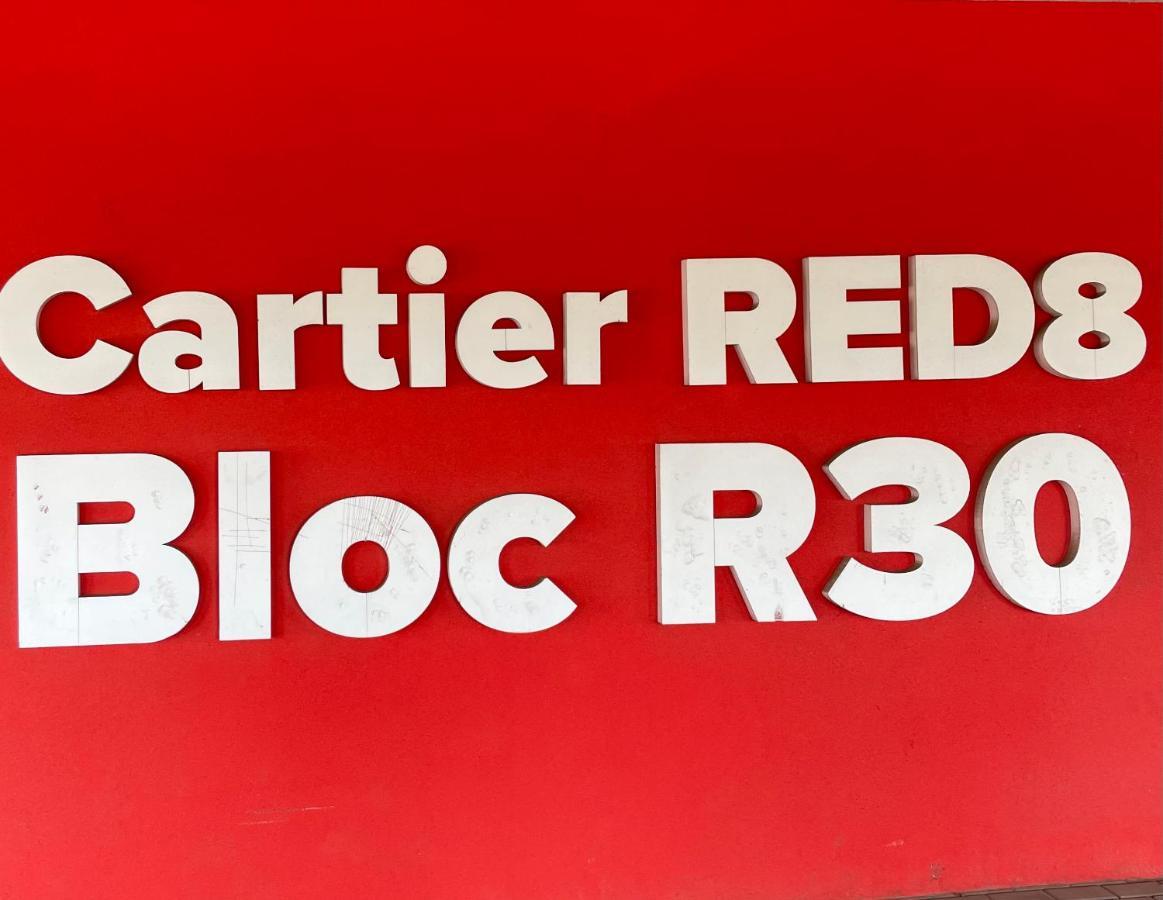 Cartier RED8
Bloc R30